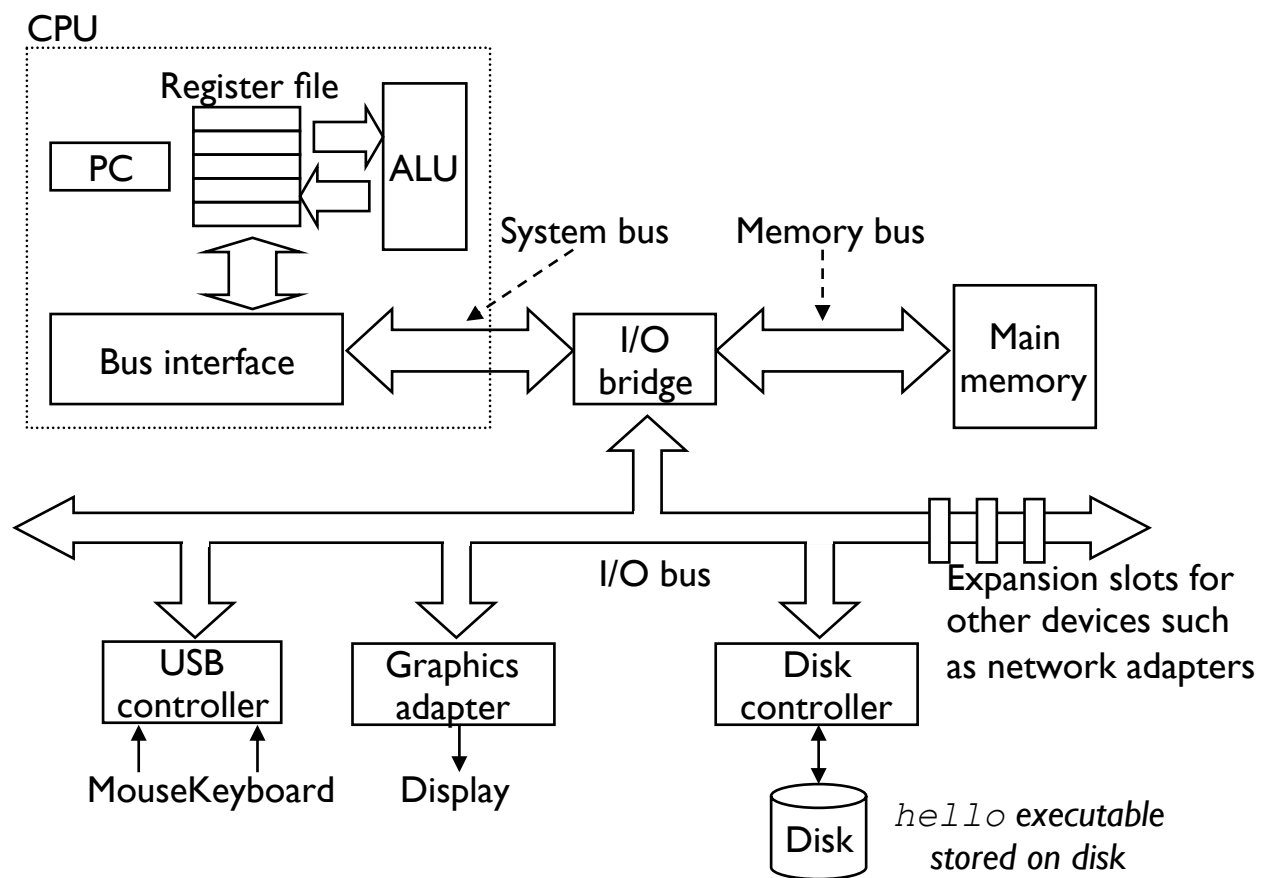 CPU
Register file
PC
ALU
System bus
Memory bus
Bus interface
I/O
bridge
Main
memory
I/O bus
Expansion slots for
other devices such
as network adapters
USB
controller
Graphics
adapter
Disk
controller
MouseKeyboard
Display
Disk
hello executable
stored on disk